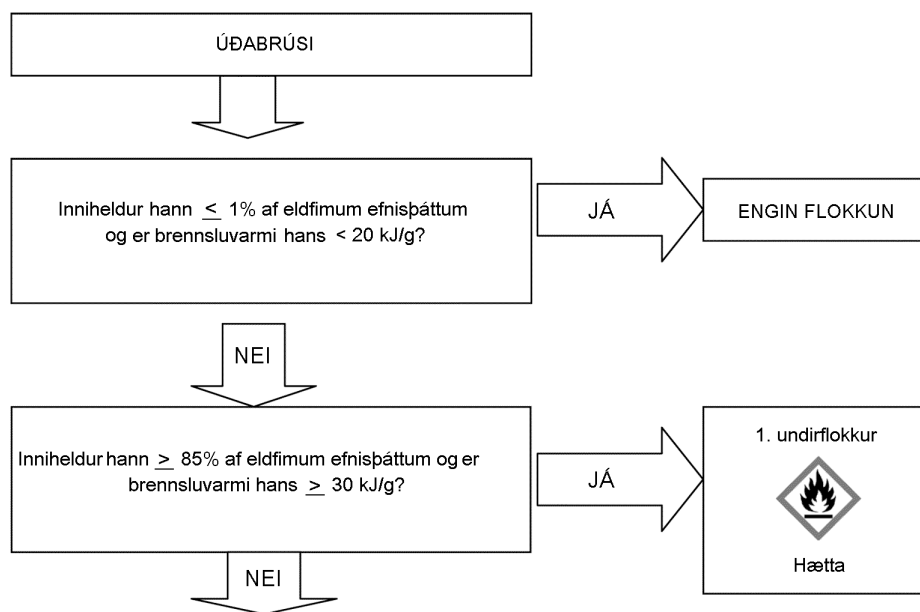 ÚÐABRÚSI
Inniheldur hann < 1% af eldfimum efnisþáttum
og er brennsluvarmi hans < 20 kJ/g?
JÁ
ENGIN FLOKKUN
NEI
Inniheldur hann > 85% af eldfimum efnisþáttum og er
brennsluvarmi hans > 30 kJ/g?
JÁ
1. undirflokkur
Hætta
NEI